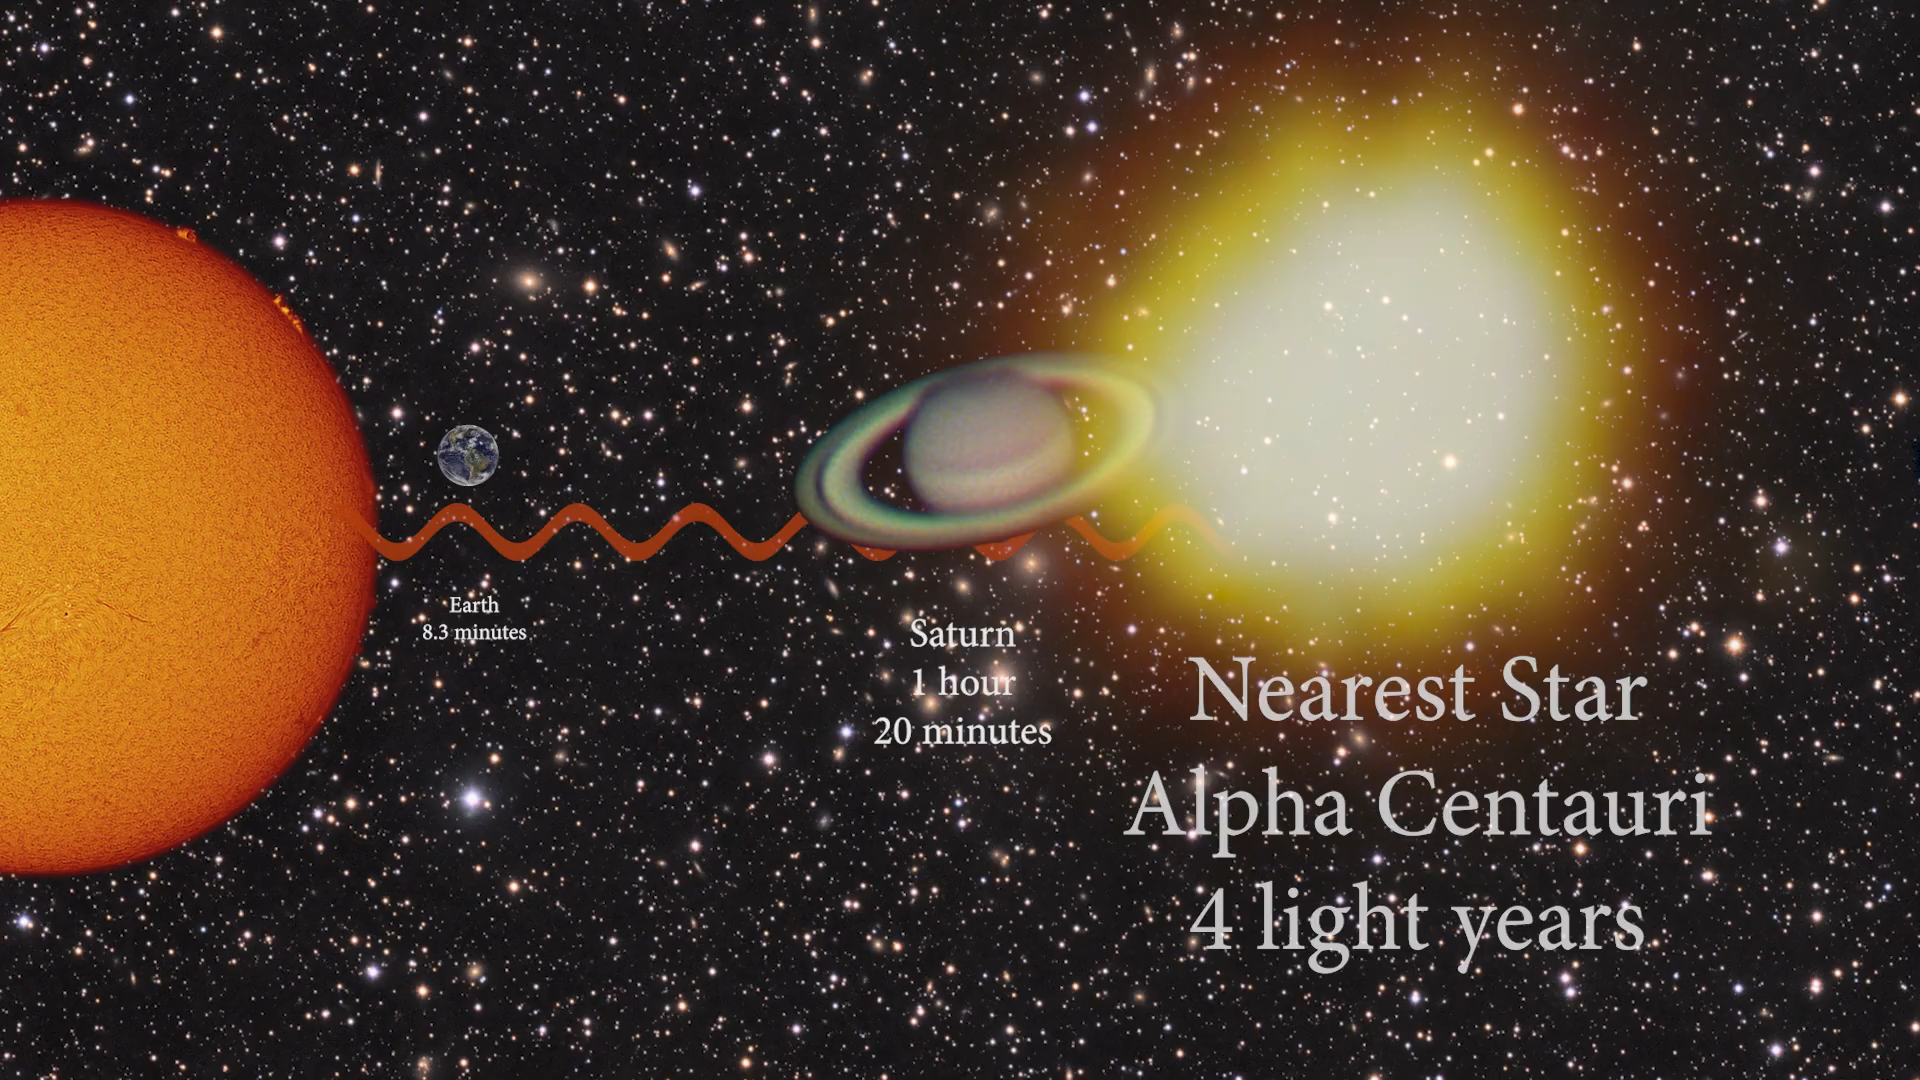 Earth
8.3 minutes
Saturn
1 hour
20 minutes
Nearest Star
Alpha Centauri
4 light years